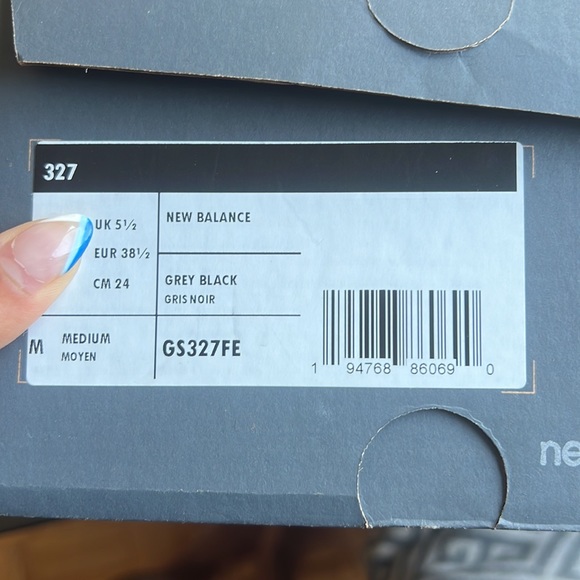 327
UK 5½
EUR 38½
CM 24
NEW BALANCE
GREY BLACK
GRIS NOIR
M MEDIUM
MOYEN
GS327FE
1 94768 86069 0
ne